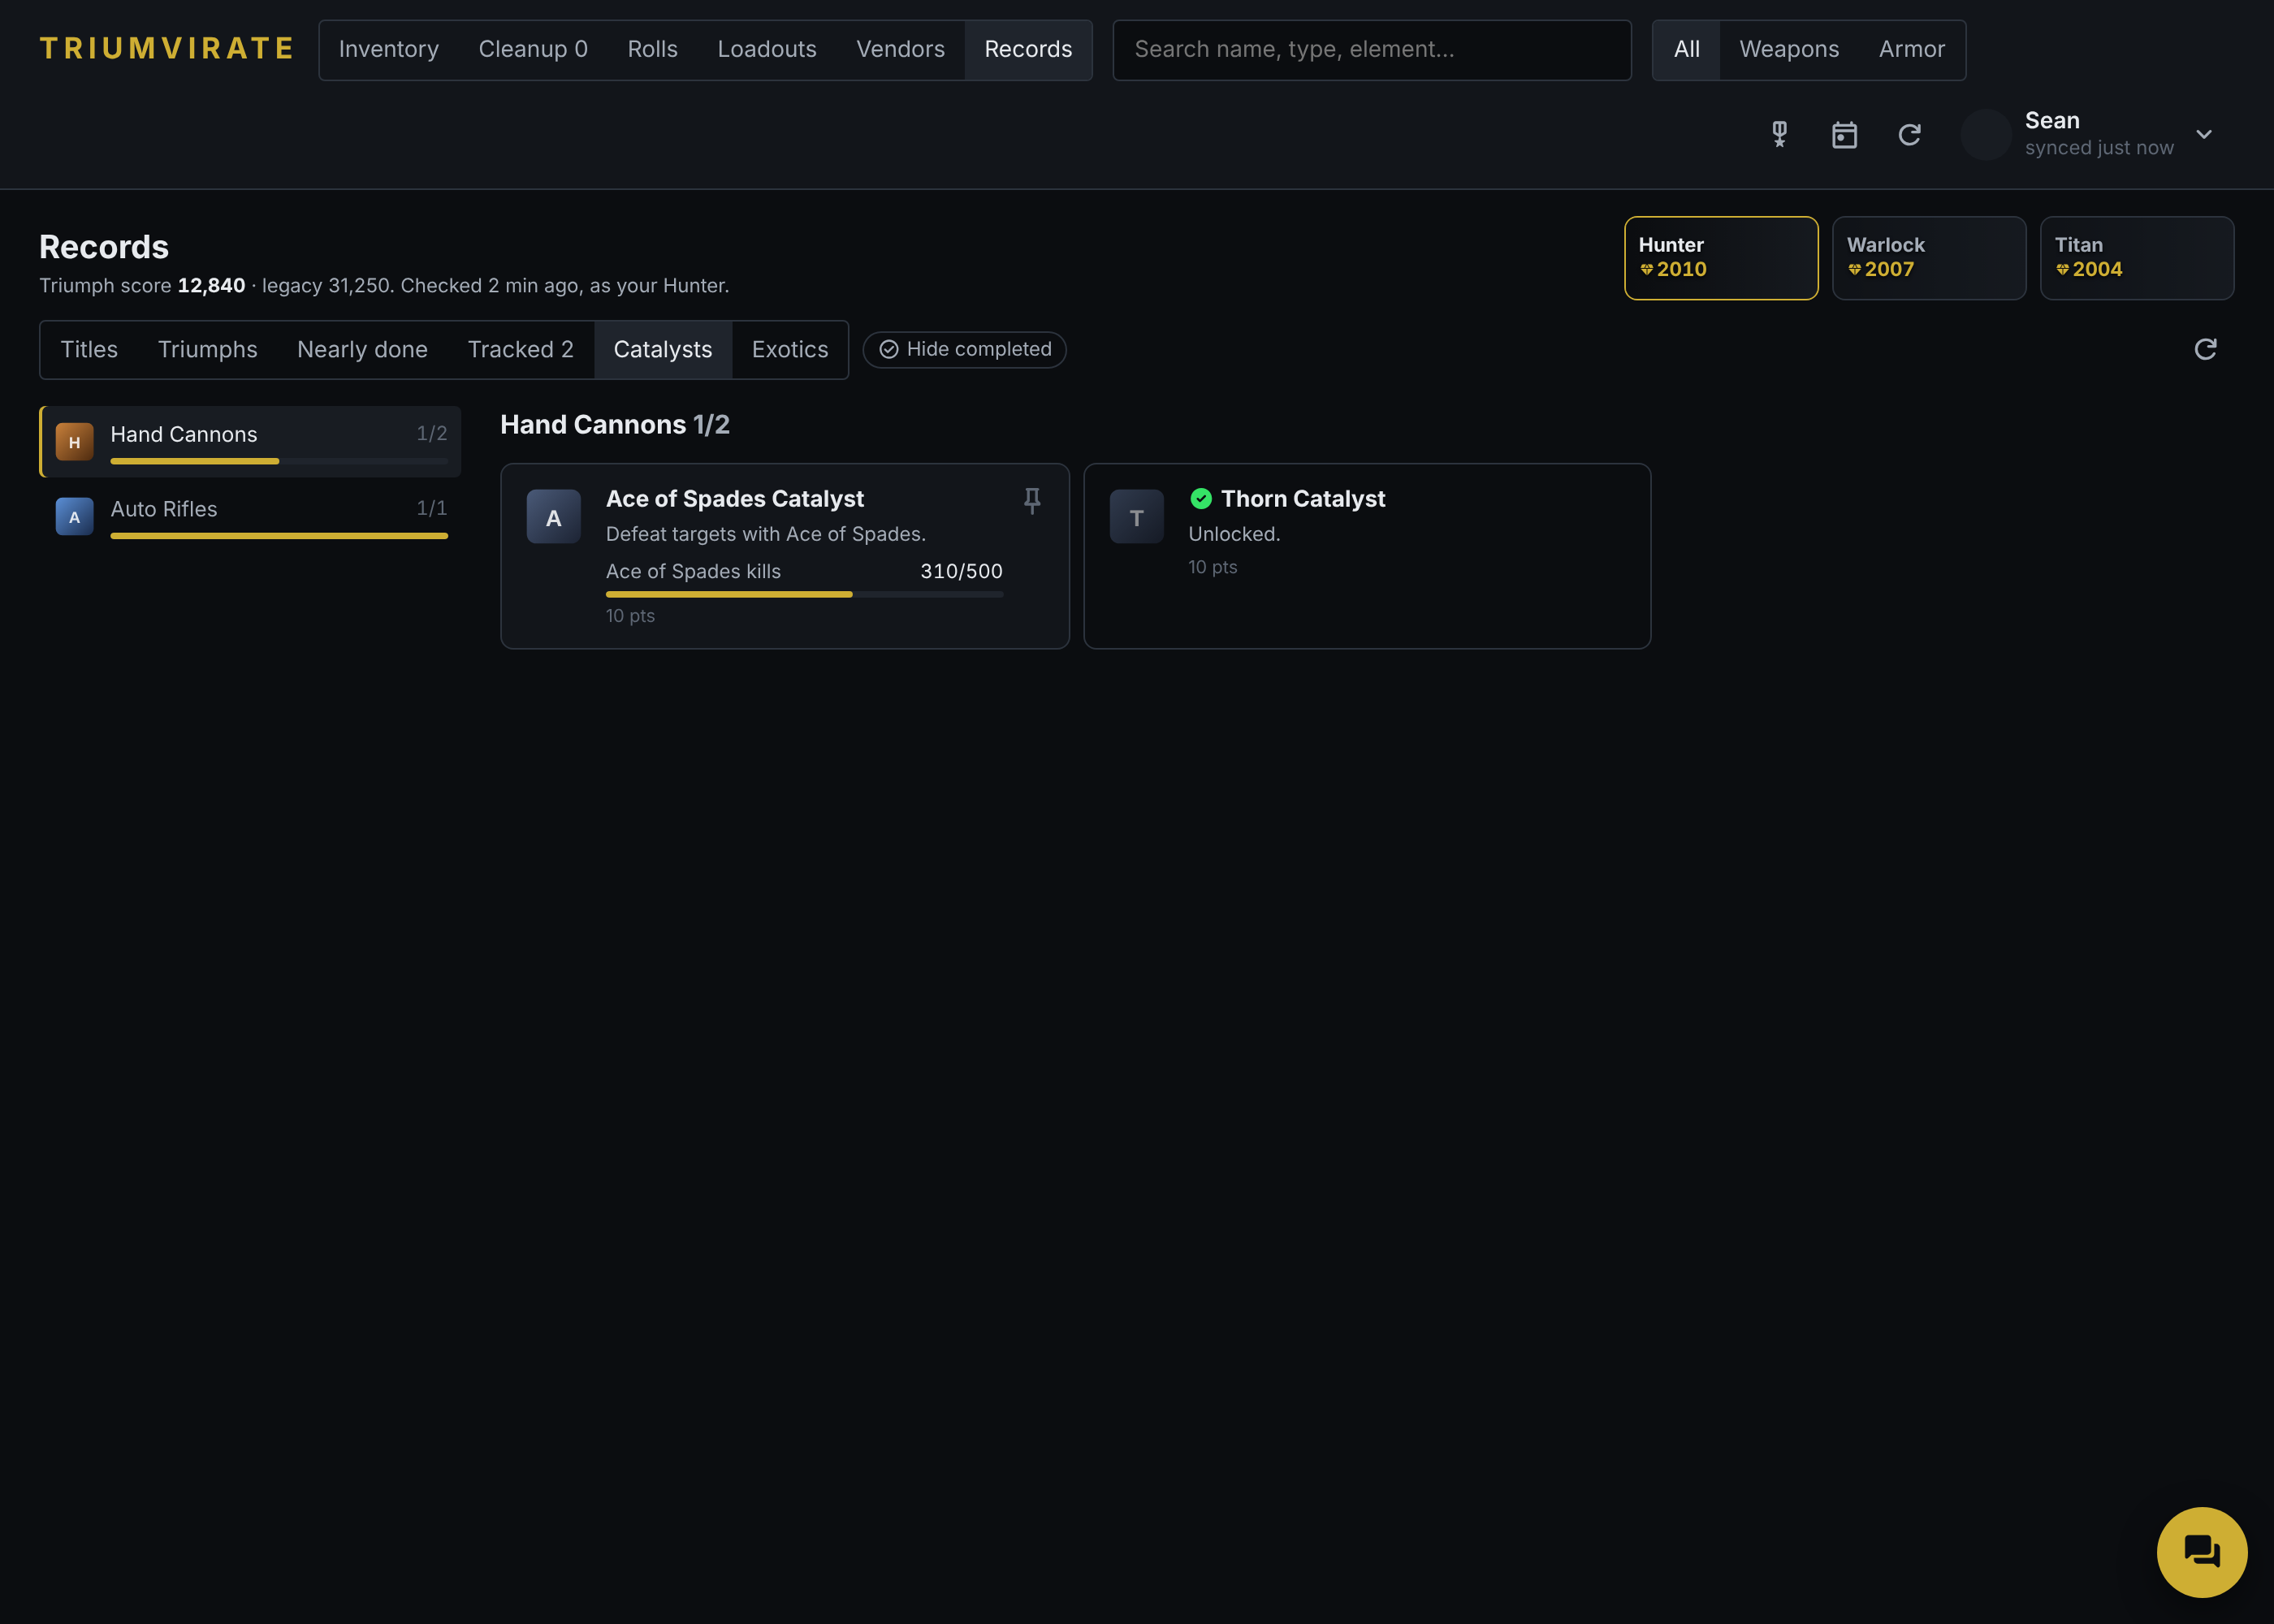 TRIUMVIRATE
Inventory Cleanup 0 Rolls Loadouts Vendors Records
Search name, type, element...
All Weapons Armor
Sean
synced just now
Records
Triumph score 12,840 · legacy 31,250. Checked 2 min ago, as your Hunter.
Hunter
2010
Warlock
2007
Titan
2004
Titles Triumphs Nearly done Tracked 2 Catalysts Exotics
Hide completed
H
Hand Cannons 1/2
A
Auto Rifles 1/1
Hand Cannons 1/2
A
Ace of Spades Catalyst
Defeat targets with Ace of Spades.
Ace of Spades kills 310/500
10 pts
T
Thorn Catalyst
Unlocked.
10 pts